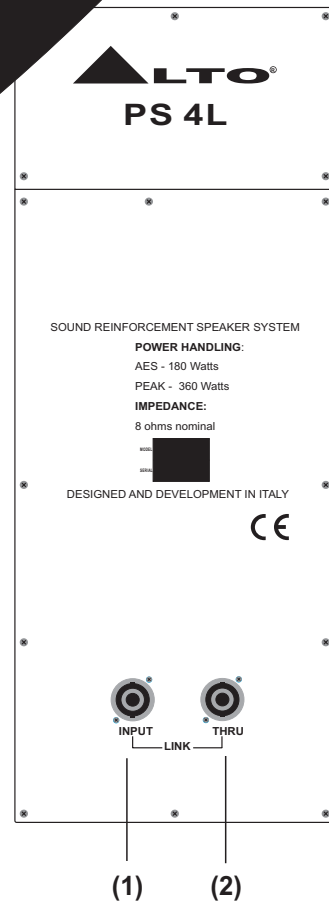 ALTO®
PS 4L
SOUND REINFORCEMENT SPEAKER SYSTEM
POWER HANDLING:
AES - 180 Watts
PEAK - 360 Watts
IMPEDANCE:
8 ohms nominal
MODEL
SERIAL
DESIGNED AND DEVELOPMENT IN ITALY
CE
INPUT THRU
LINK
(1) (2)